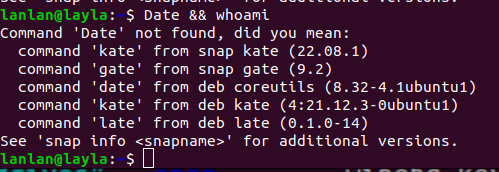 See 'snap info <snapname>' for additional versions.
lanlan@layla:~$ Date && whoami
Command 'Date' not found, did you mean:
  command 'kate' from snap kate (22.08.1)
  command 'gate' from snap gate (9.2)
  command 'date' from deb coreutils (8.32-4.1ubuntu1)
  command 'kate' from deb kate (4:21.12.3-0ubuntu1)
  command 'late' from deb late (0.1.0-14)
See 'snap info <snapname>' for additional versions.
lanlan@layla:~$